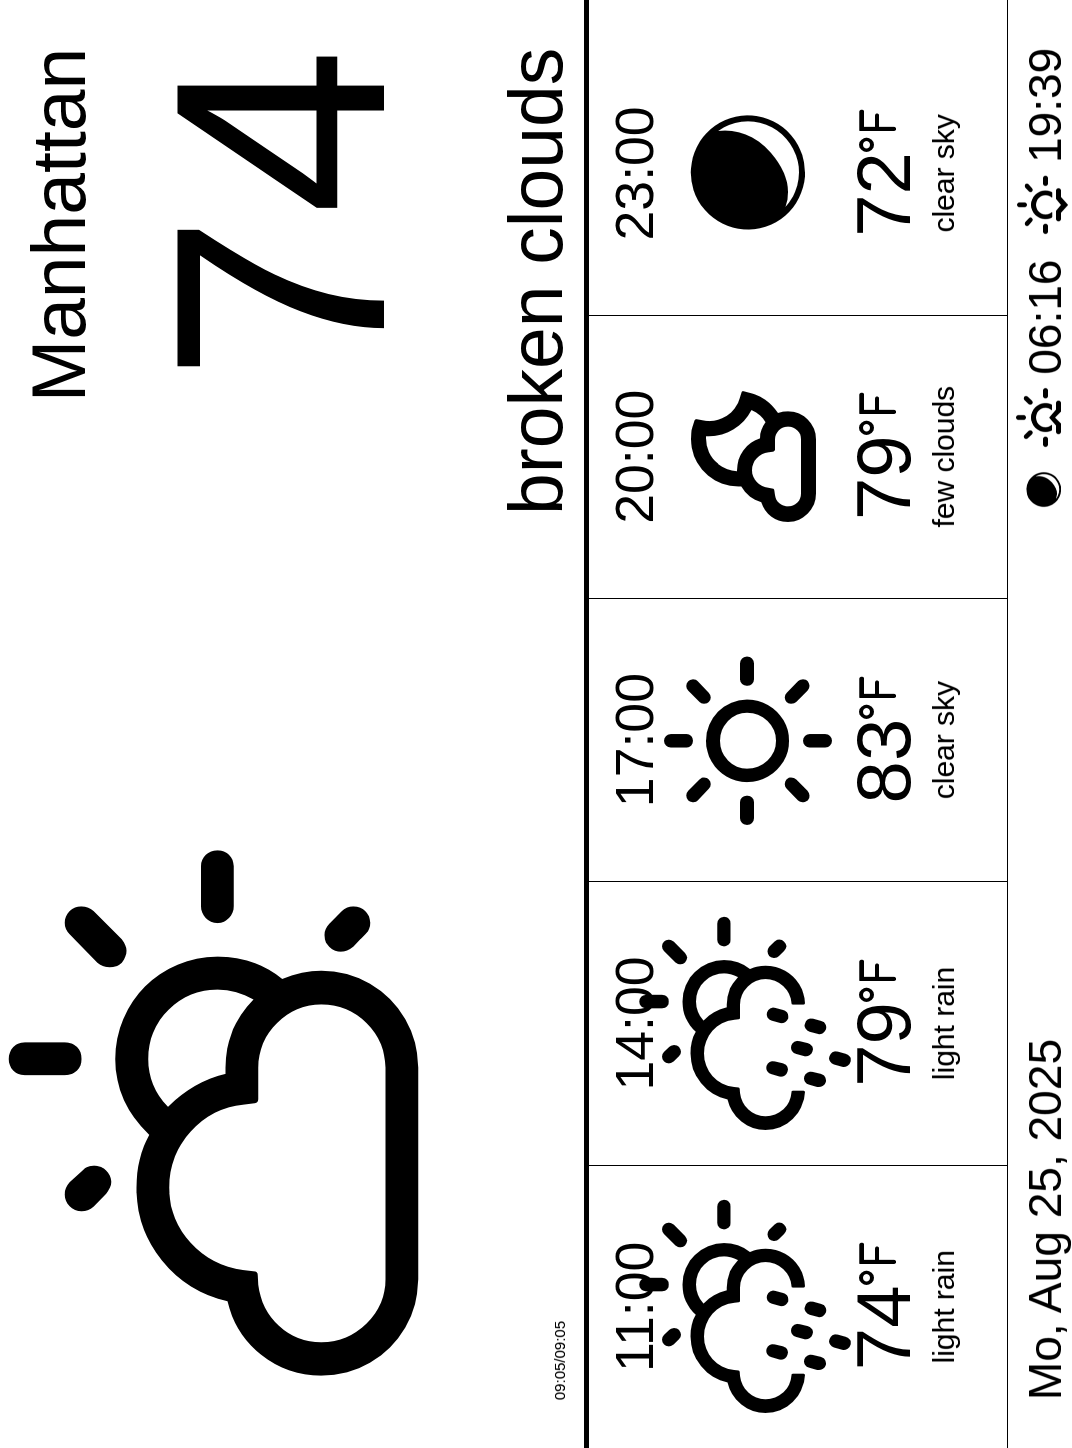 Manhattan
74
broken clouds
09:05/09:05
11:00 14:00 17:00 20:00 23:00
74°F 79°F 83°F 79°F 72°F
light rain light rain clear sky few clouds clear sky
Mo, Aug 25, 2025 06:16 19:39